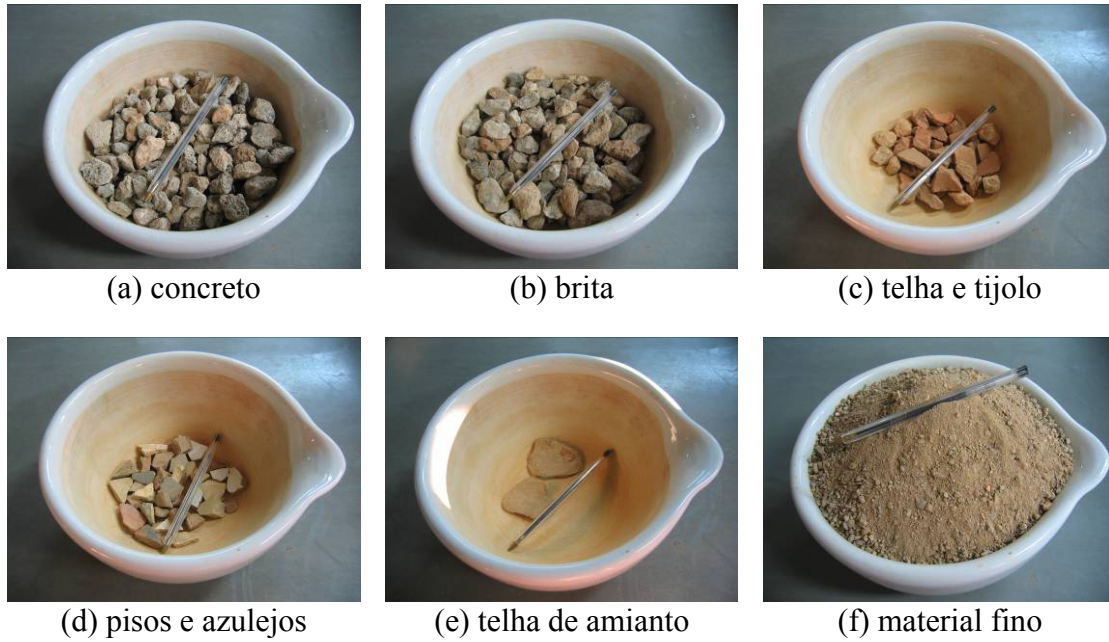 (a) concreto
(b) brita
(c) telha e tijolo
(d) pisos e azulejos
(e) telha de amianto
(f) material fino